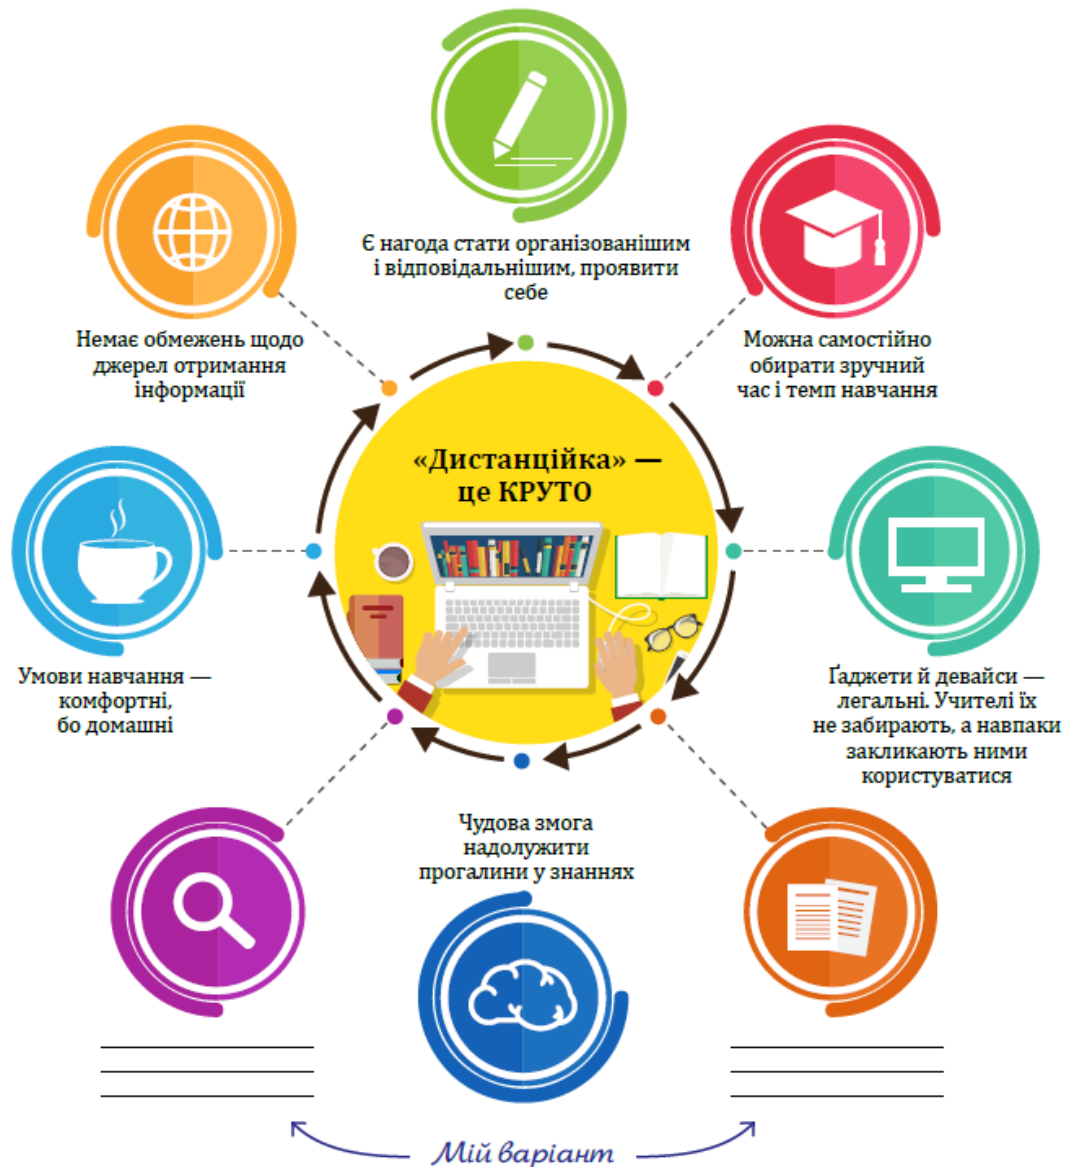 Є нагода стати організованішим
і відповідальнішим, проявити
себе
Немає обмежень щодо
джерел отримання
інформації
Можна самостійно
обирати зручний
час і темп навчання
«Дистанційка» —
це КРУТО
Умови навчання —
комфортні,
бо домашні
Ґаджети й девайси —
легальні. Учителі їх
не забирають, а навпаки
закликають ними
користуватися
Чудова змога
надолужити
прогалини у знаннях
Мій варіант